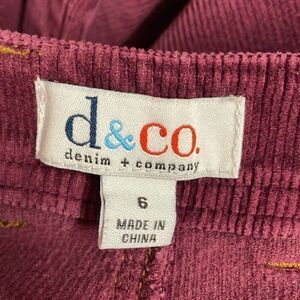 d&co.
denim + company
6
MADE IN
CHINA